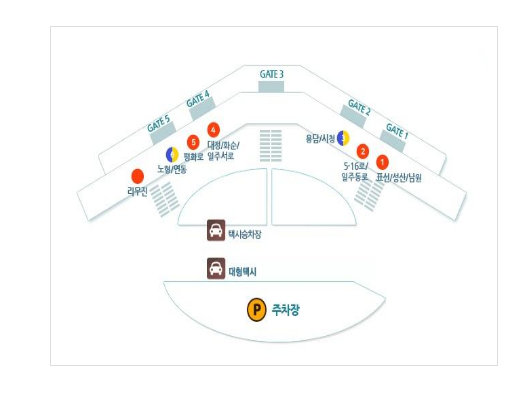 GATE 3
GATE 4
GATE 2
GATE 5
GATE 1
4
대정/화순/
일주서로
5
평화로
노형/연동
리무진
용담/시청
2
5·16로/
일주동로
1
표선/성산/남원
택시승차장
대형택시
P 주차장